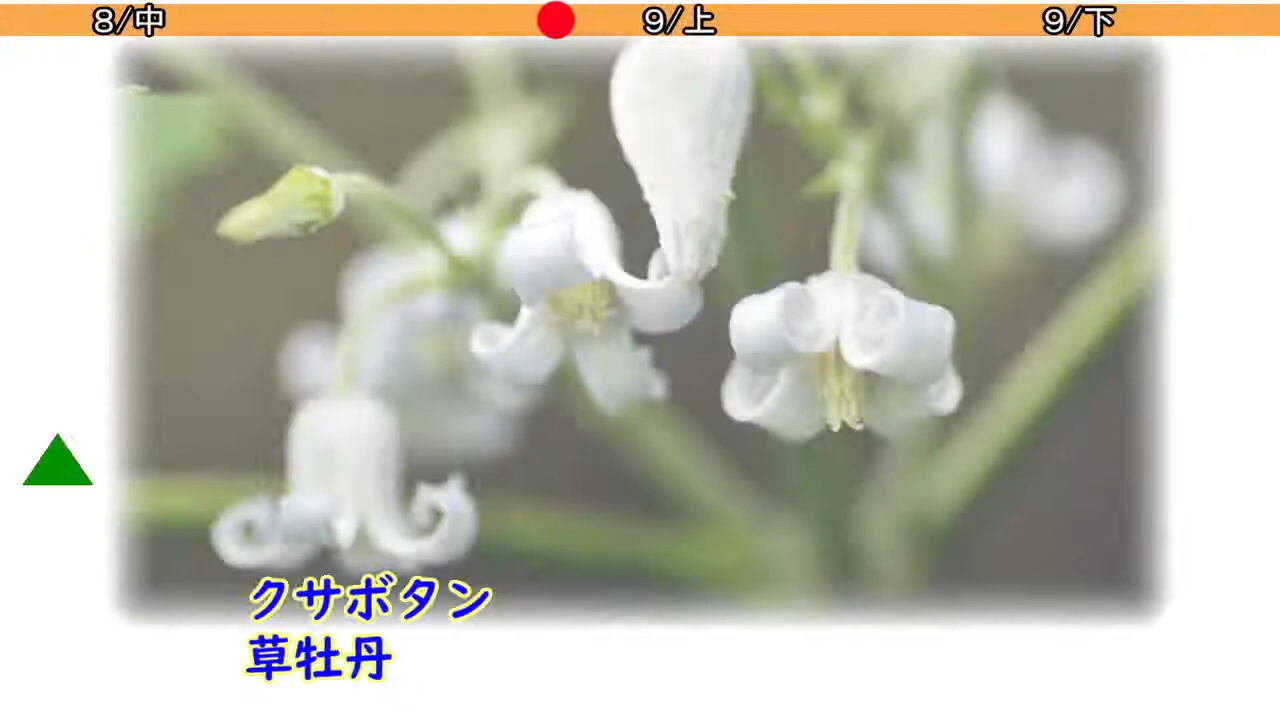 8/中
9/上
9/下
クサボタン
草牡丹